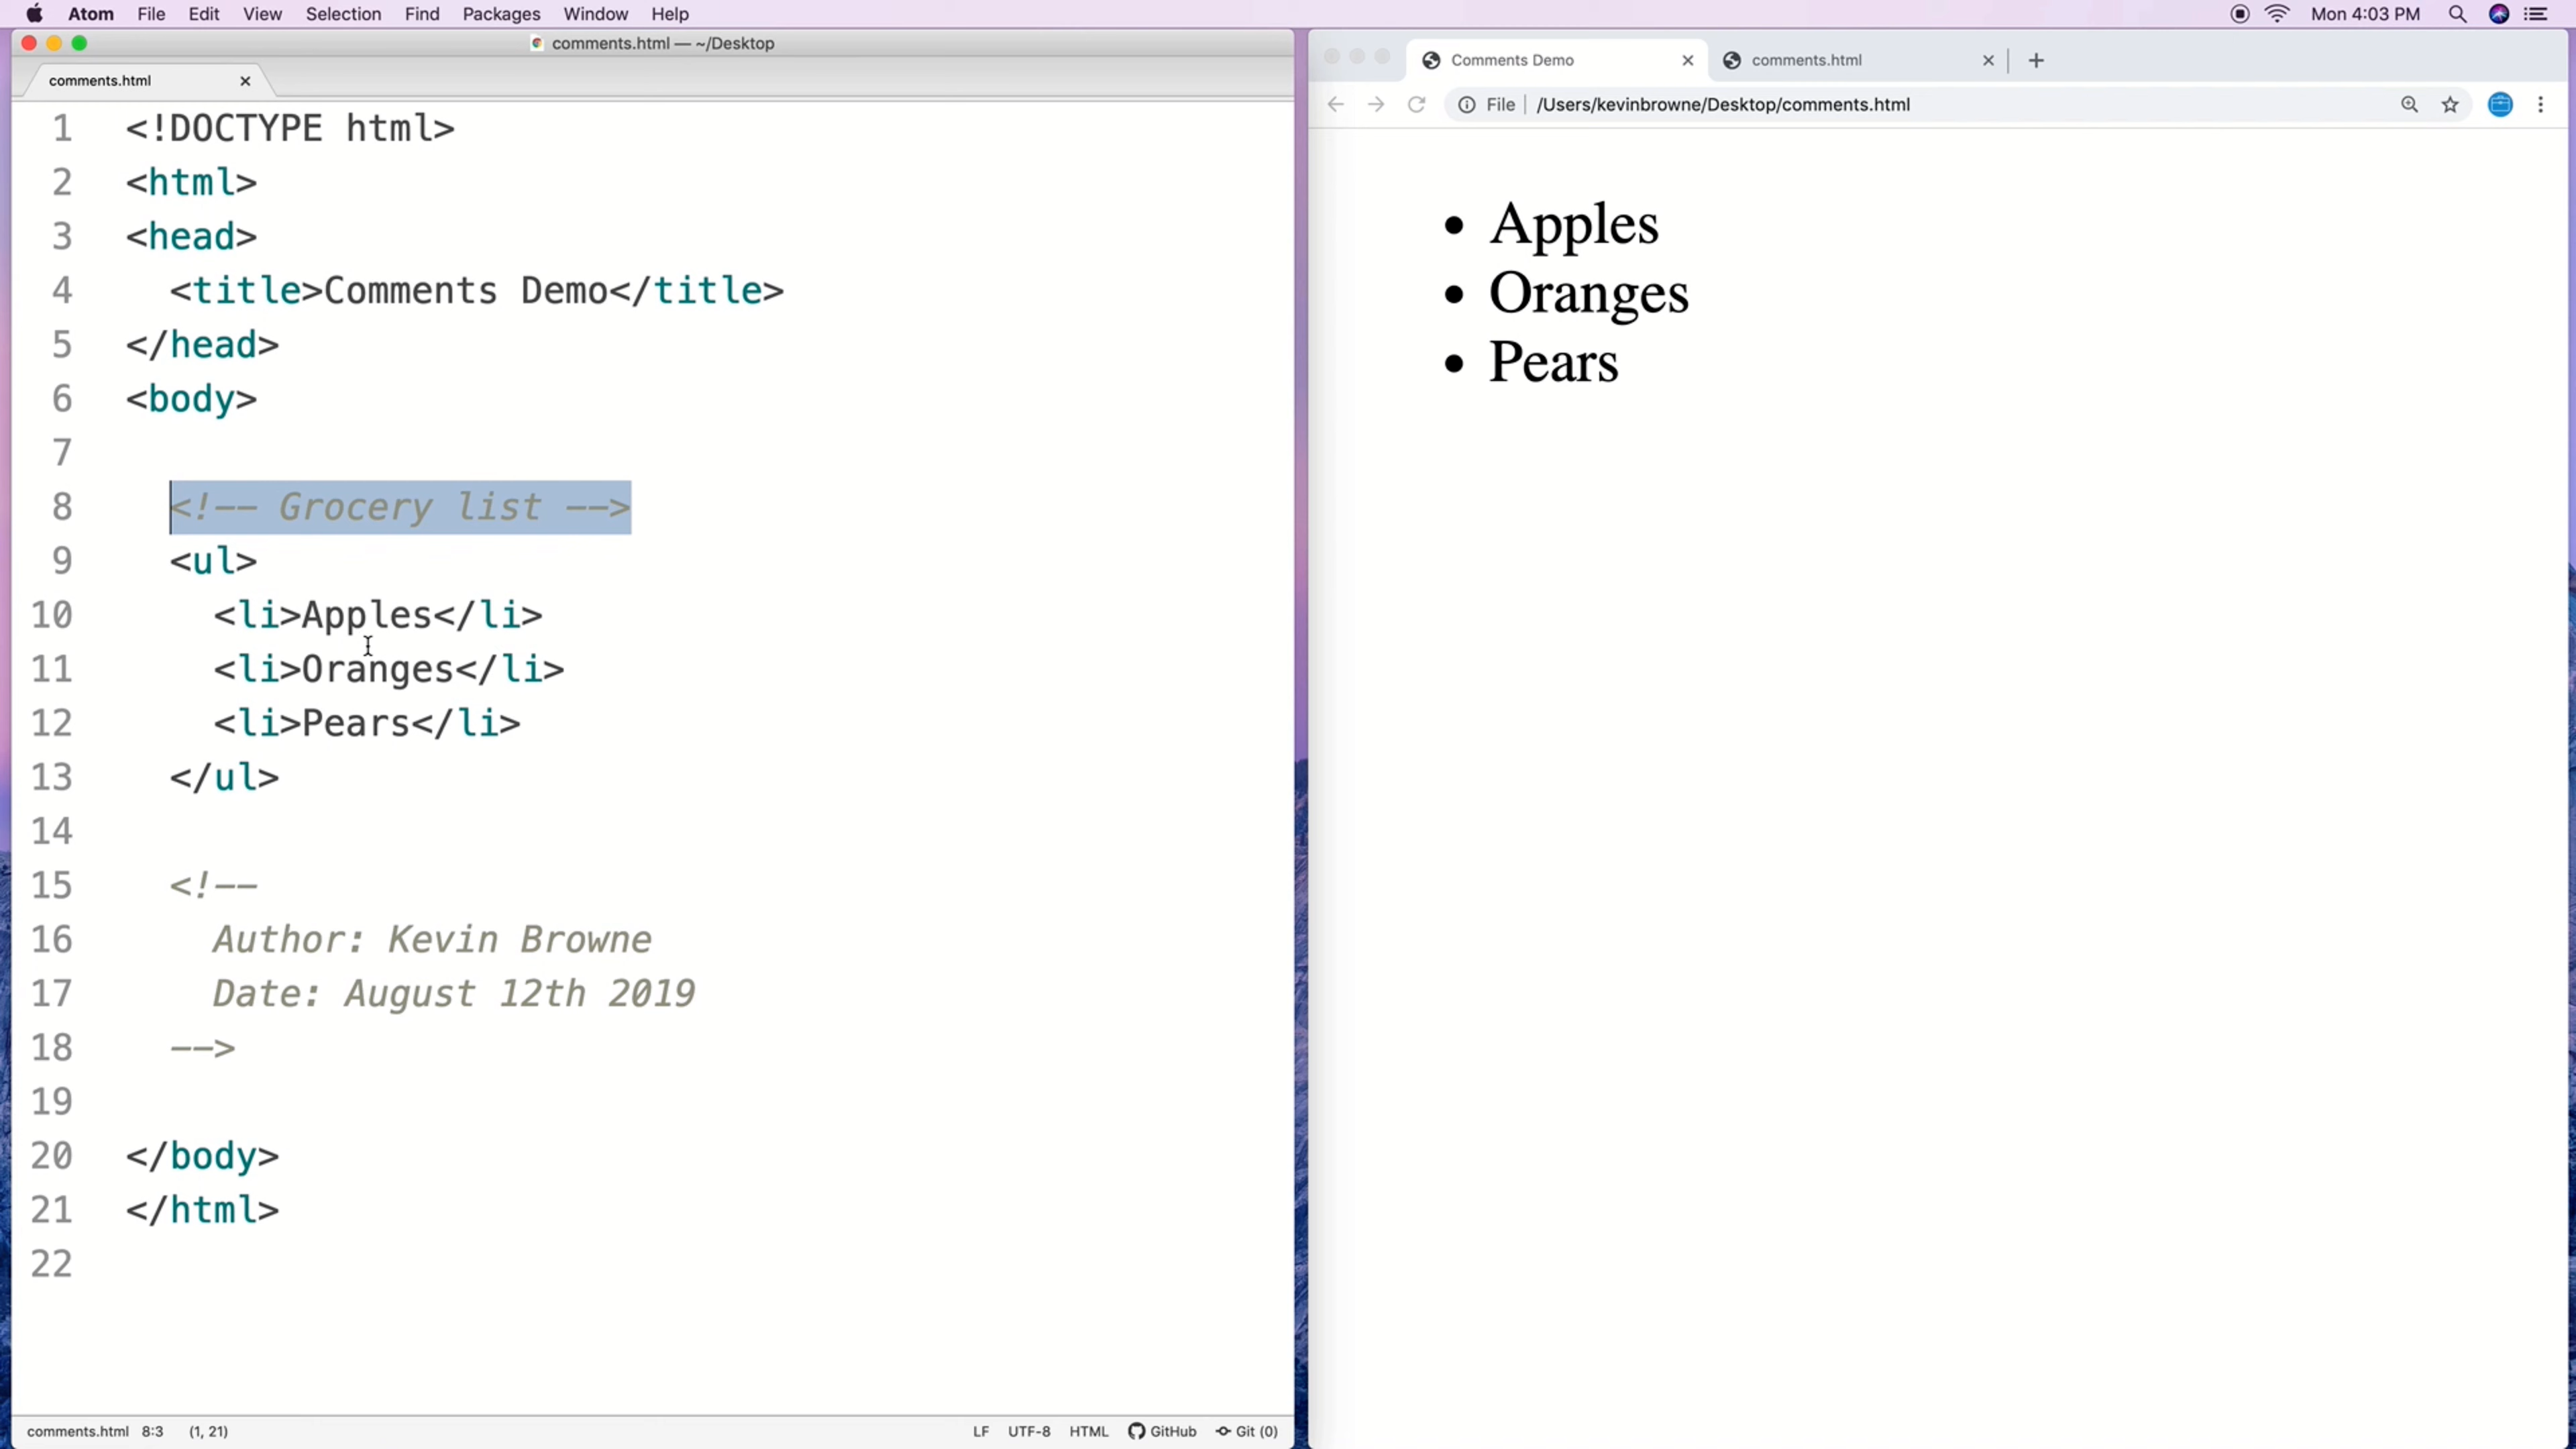 Atom File Edit View Selection Find Packages Window Help Mon 4:03 PM
comments.html — ~/Desktop
comments.html
1 <!DOCTYPE html>
2 <html>
3 <head>
4 <title>Comments Demo</title>
5 </head>
6 <body>
7
8 <!-- Grocery list -->
9 <ul>
10 <li>Apples</li>
11 <li>Oranges</li>
12 <li>Pears</li>
13 </ul>
14
15 <!--
16 Author: Kevin Browne
17 Date: August 12th 2019
18 -->
19
20 </body>
21 </html>
22
comments.html 8:3 (1, 21) LF UTF-8 HTML GitHub Git (0)
Comments Demo comments.html
File /Users/kevinbrowne/Desktop/comments.html
• Apples
• Oranges
• Pears